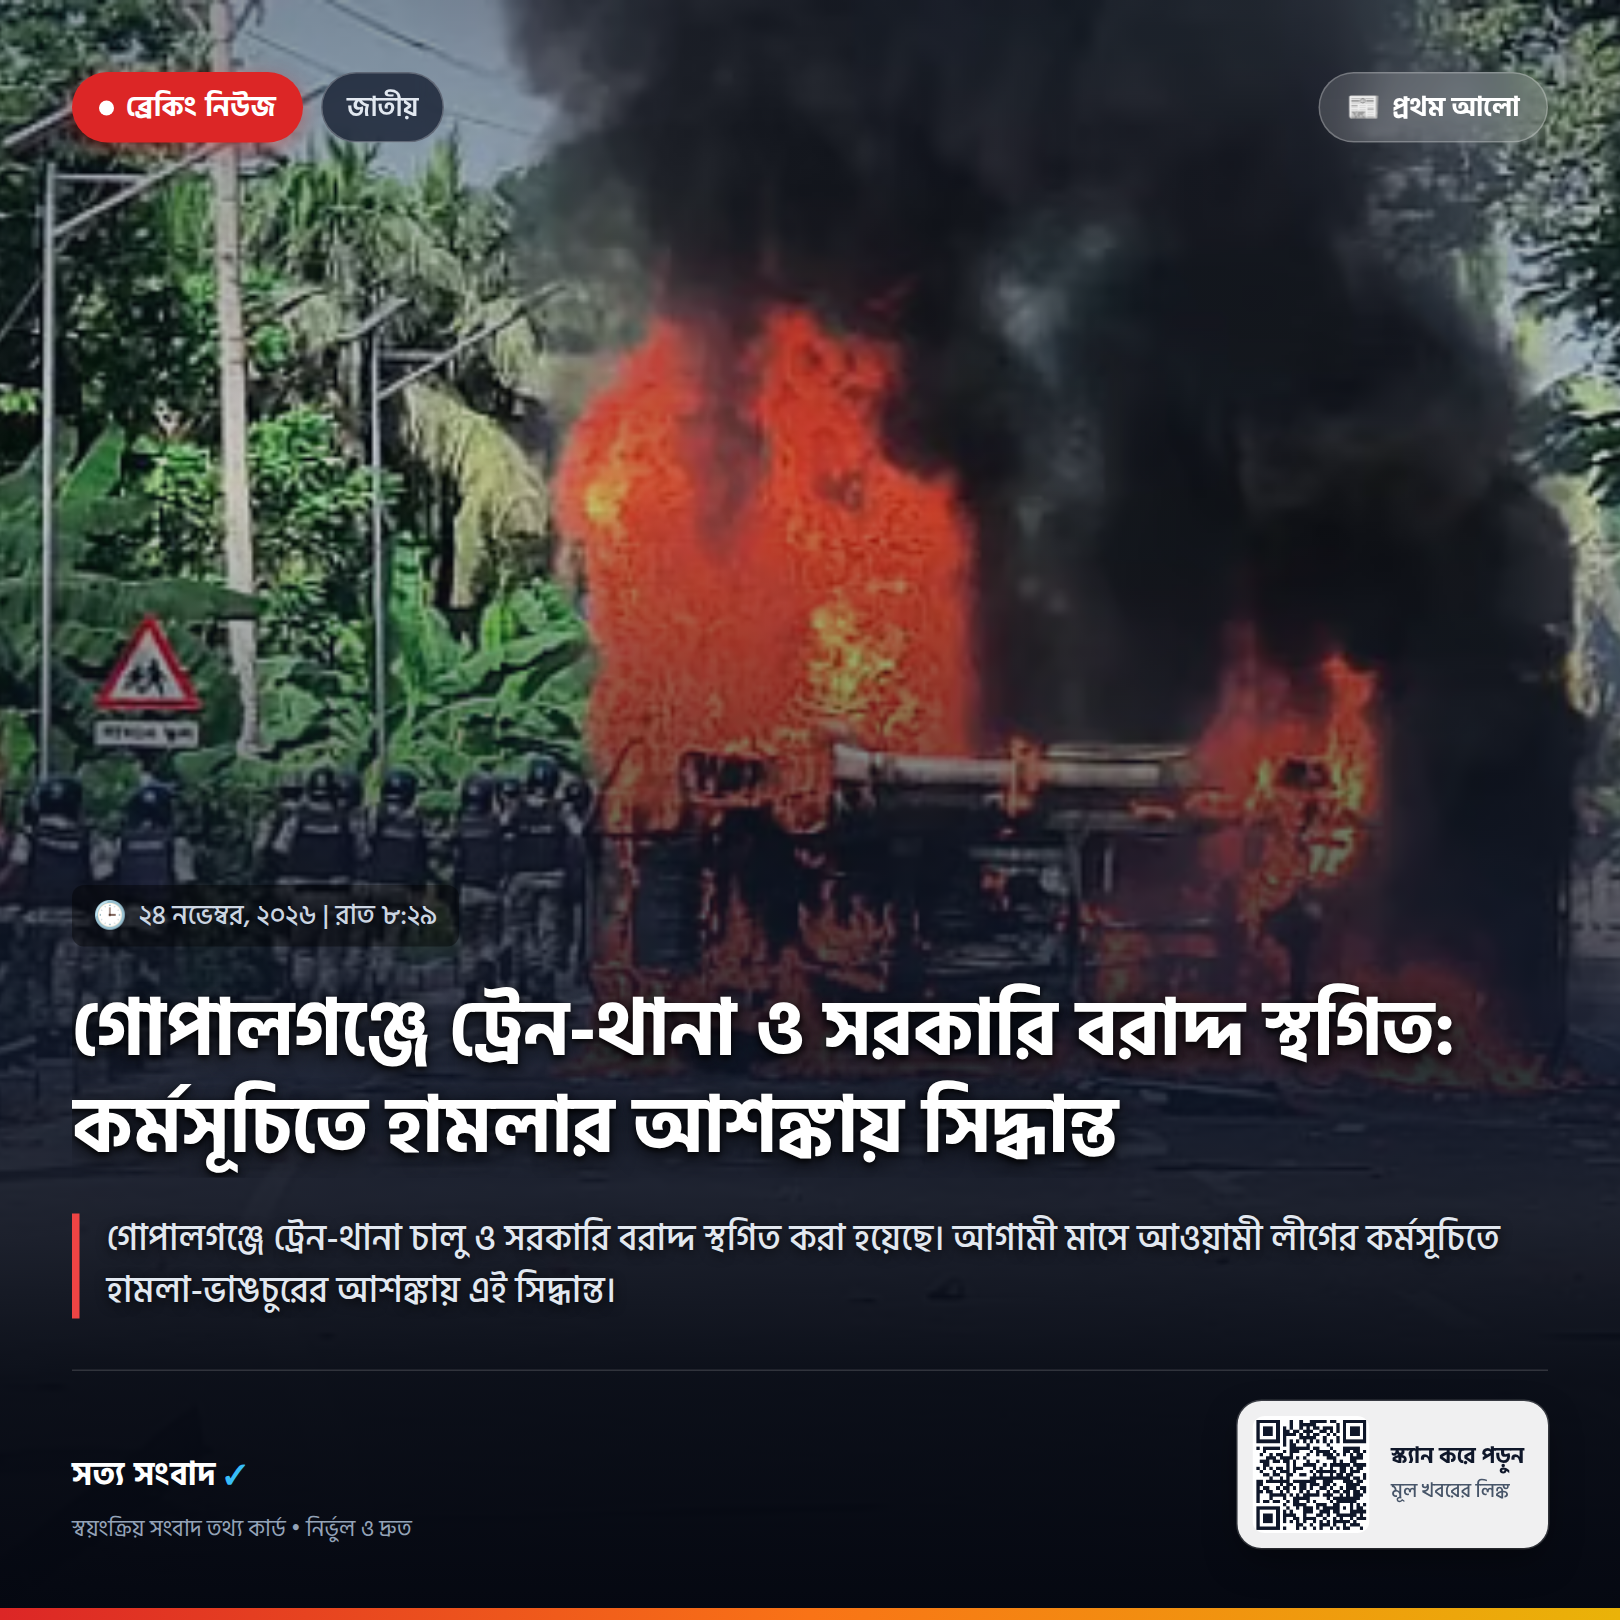 ব্রেকিং নিউজ
জাতীয়
প্রথম আলো
২৪ নভেম্বর, ২০২৬ | রাত ৮:২৯
গোপালগঞ্জে ট্রেন-থানা ও সরকারি বরাদ্দ স্থগিত:
কর্মসূচিতে হামলার আশঙ্কায় সিদ্ধান্ত
গোপালগঞ্জে ট্রেন-থানা চালু ও সরকারি বরাদ্দ স্থগিত করা হয়েছে। আগামী মাসে আওয়ামী লীগের কর্মসূচিতে
হামলা-ভাঙচুরের আশঙ্কায় এই সিদ্ধান্ত।
সত্য সংবাদ ✓
স্বয়ংক্রিয় সংবাদ তথ্য কার্ড • নির্ভুল ও দ্রুত
স্ক্যান করে পড়ুন
মূল খবরের লিঙ্ক